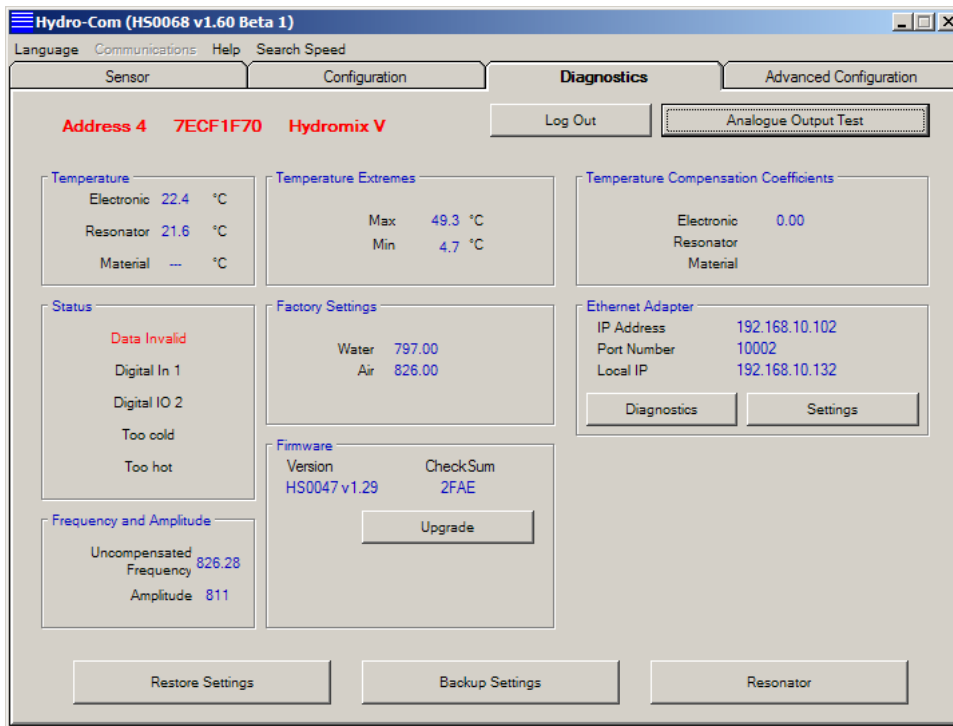 Hydro-Com (HS0068 v1.60 Beta 1)
Language Communications Help Search Speed
Sensor Configuration Diagnostics Advanced Configuration
Address 4 7ECF1F70 Hydromix V Log Out Analogue Output Test
Temperature
Electronic 22.4 °C
Resonator 21.6 °C
Material --- °C
Temperature Extremes
Max 49.3 °C
Min 4.7 °C
Temperature Compensation Coefficients
Electronic 0.00
Resonator
Material
Status
Data Invalid
Digital In 1
Digital IO 2
Too cold
Too hot
Factory Settings
Water 797.00
Air 826.00
Ethernet Adapter
IP Address 192.168.10.102
Port Number 10002
Local IP 192.168.10.132
Diagnostics Settings
Firmware
Version CheckSum
HS0047 v1.29 2FAE
Upgrade
Frequency and Amplitude
Uncompensated
Frequency 826.28
Amplitude 811
Restore Settings Backup Settings Resonator